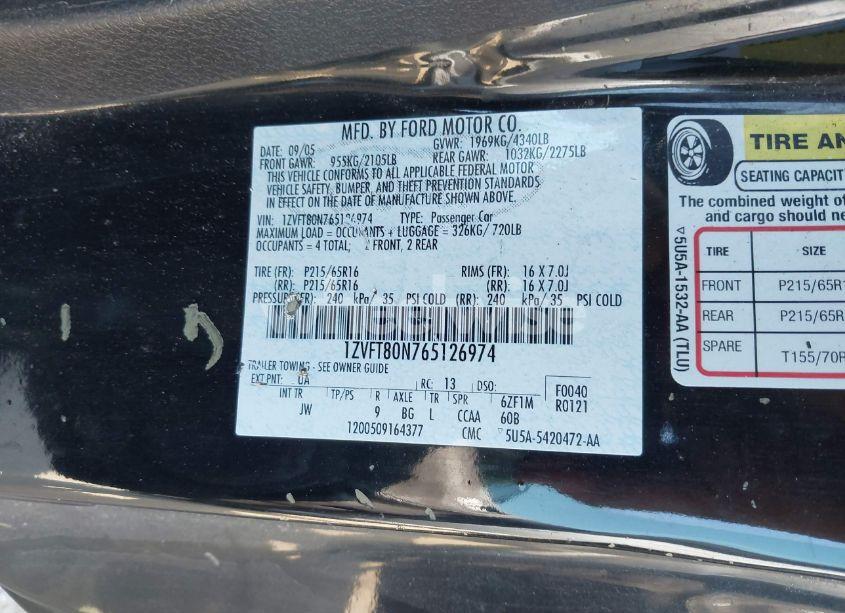 MFD. BY FORD MOTOR CO.
DATE: 09/05 GVWR: 1969KG/4340LB
FRONT GAWR: 955KG/2105LB REAR GAWR: 1032KG/2275LB
THIS VEHICLE CONFORMS TO ALL APPLICABLE FEDERAL MOTOR
VEHICLE SAFETY, BUMPER, AND THEFT PREVENTION STANDARDS
IN EFFECT ON THE DATE OF MANUFACTURE SHOWN ABOVE.
VIN: 1ZVFT80N765126974 TYPE: Passenger Car
MAXIMUM LOAD = OCCUPANTS + LUGGAGE = 326KG/720LB
OCCUPANTS = 4 TOTAL, 2 FRONT, 2 REAR
TIRE (FR): P215/65R16 RIMS (FR): 16 X 7.0J
(RR): P215/65R16 (RR): 16 X 7.0J
PRESSURE(FR): 240 kPa/ 35 PSI COLD (RR): 240 kPa/ 35 PSI COLD
1ZVFT80N765126974
TRAILER TOWING - SEE OWNER GUIDE
EXT PNT: UA RC: 13 DSO: F0040
INT TR TP/PS R AXLE TR SPR 6ZF1M R0121
JW 9 BG L CCAA 60B
1200509164377 CMC ▽5U5A-5420472-AA
TIRE AN
SEATING CAPACIT
The combined weight of
and cargo should ne
TIRE SIZE
FRONT P215/65R1
REAR P215/65R
SPARE T155/70R
▽5U5A-1532-AA (TLU)